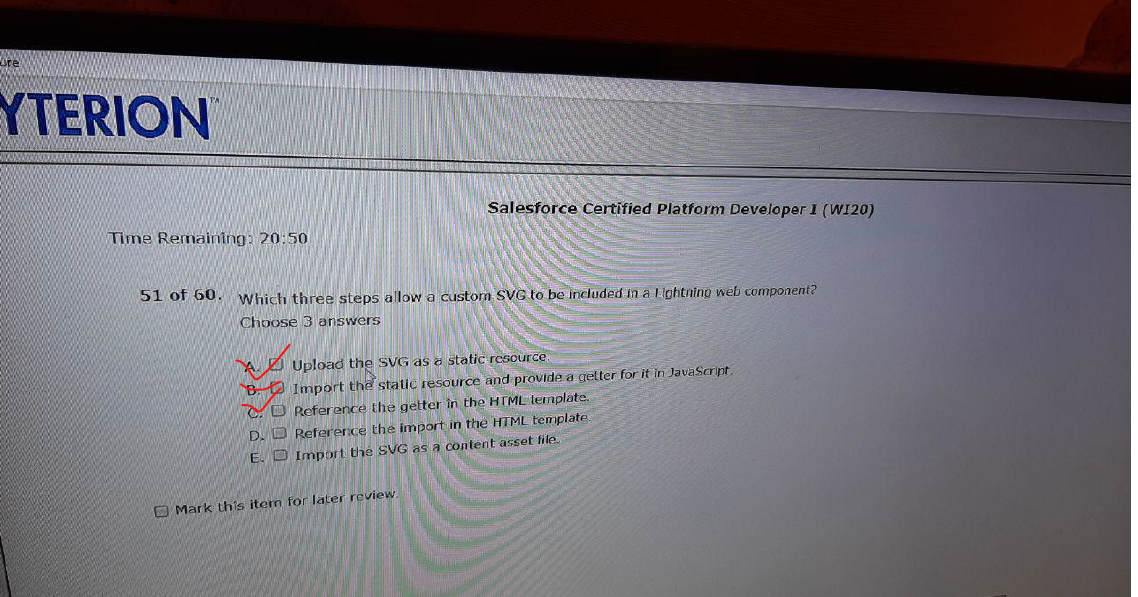 ure
YTERION™
Salesforce Certified Platform Developer I (WI20)
Time Remaining: 20:50
51 of 60. Which three steps allow a custom SVG to be included in a Lightning web component?
Choose 3 answers
A. Upload the SVG as a static resource.
B. Import the static resource and provide a getter for it in JavaScript.
C. Reference the getter in the HTML template.
D. Reference the import in the HTML template.
E. Import the SVG as a content asset file.
Mark this item for later review.